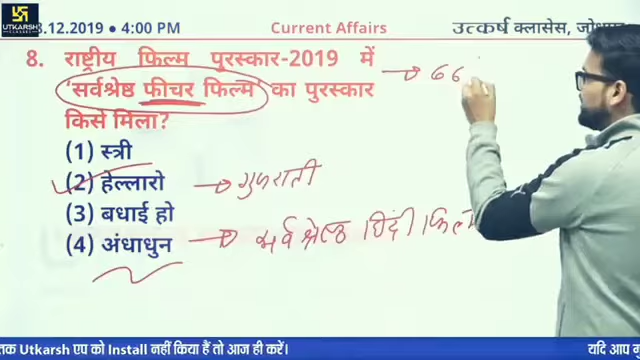 UTKARSH
CLASSES
.12.2019 ● 4:00 PM Current Affairs उत्कर्ष क्लासेस, जोध
8. राष्ट्रीय फिल्म पुरस्कार-2019 में → 66
‘सर्वश्रेष्ठ फीचर फिल्म’ का पुरस्कार
किसे मिला?
(1) स्त्री
(2) हेल्लारो → गुजराती
(3) बधाई हो
(4) अंधाधुन → सर्व श्रेष्ठ हिंदी फिल्म
तक Utkarsh एप को Install नहीं किया हैं तो आज ही करें। यदि आप